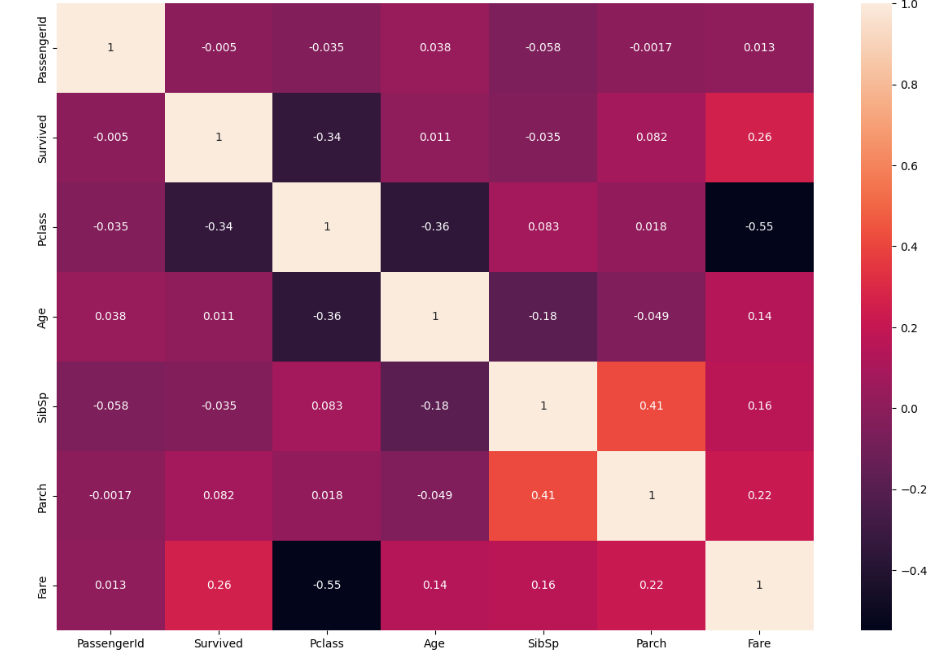 PassengerId 1 -0.005 -0.035 0.038 -0.058 -0.0017 0.013
Survived -0.005 1 -0.34 0.011 -0.035 0.082 0.26
Pclass -0.035 -0.34 1 -0.36 0.083 0.018 -0.55
Age 0.038 0.011 -0.36 1 -0.18 -0.049 0.14
SibSp -0.058 -0.035 0.083 -0.18 1 0.41 0.16
Parch -0.0017 0.082 0.018 -0.049 0.41 1 0.22
Fare 0.013 0.26 -0.55 0.14 0.16 0.22 1
PassengerId Survived Pclass Age SibSp Parch Fare
1.0
0.8
0.6
0.4
0.2
0.0
−0.2
−0.4